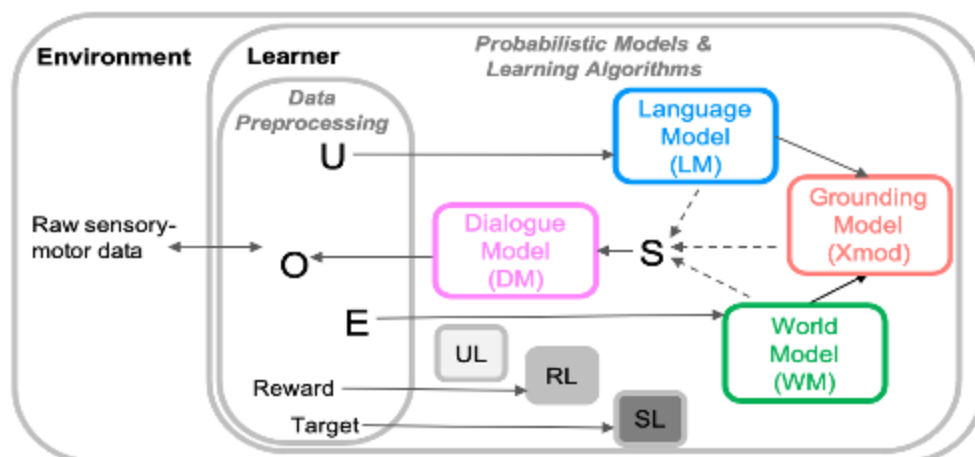 Environment
Learner
Probabilistic Models &
Learning Algorithms
Data
Preprocessing
U
Language
Model
(LM)
Raw sensory-
motor data
O
Dialogue
Model
(DM)
S
Grounding
Model
(Xmod)
E
World
Model
(WM)
UL
RL
Reward
SL
Target